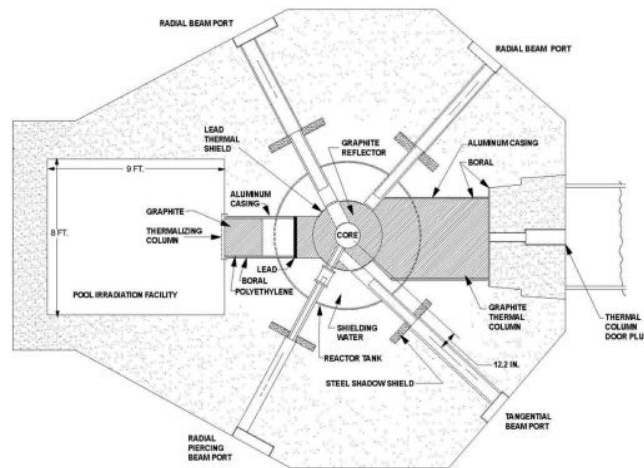 RADIAL BEAM PORT
RADIAL BEAM PORT
LEAD
THERMAL
SHIELD
GRAPHITE
REFLECTOR
ALUMINUM CASING
BORAL
9 FT.
8 FT.
ALUMINUM
CASING
GRAPHITE
THERMALIZING
COLUMN
CORE
LEAD
BORAL
POLYETHYLENE
POOL IRRADIATION FACILITY
SHIELDING
WATER
REACTOR TANK
STEEL SHADOW SHIELD
GRAPHITE
THERMAL
COLUMN
12.2 IN.
THERMAL
COLUMN
DOOR PLU
RADIAL
PIERCING
BEAM PORT
TANGENTIAL
BEAM PORT